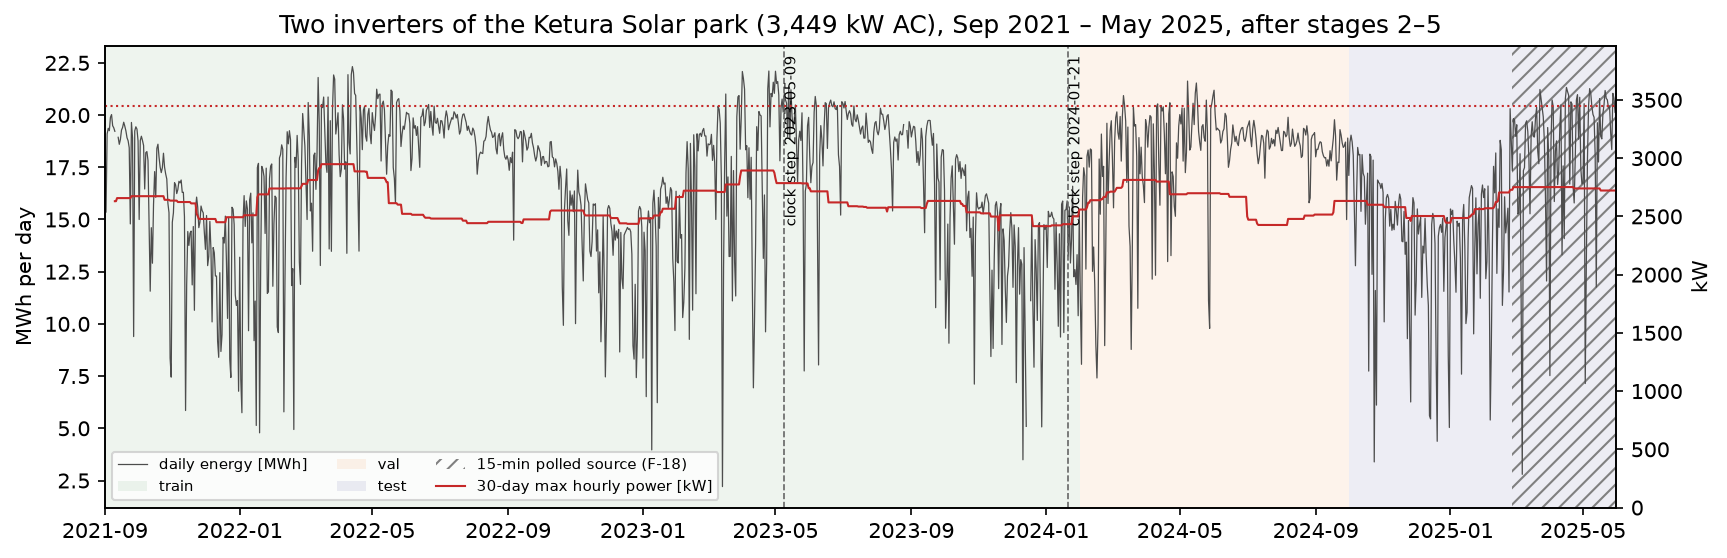 Two inverters of the Ketura Solar park (3,449 kW AC), Sep 2021 – May 2025, after stages 2–5
MWh per day
22.5
20.0
17.5
15.0
12.5
10.0
7.5
5.0
2.5
clock step 2023-05-09
clock step 2024-01-21
3500
3000
2500
2000
1500
1000
500
0
kW
daily energy [MWh]
train
val
test
15-min polled source (F-18)
30-day max hourly power [kW]
2021-09
2022-01
2022-05
2022-09
2023-01
2023-05
2023-09
2024-01
2024-05
2024-09
2025-01
2025-05